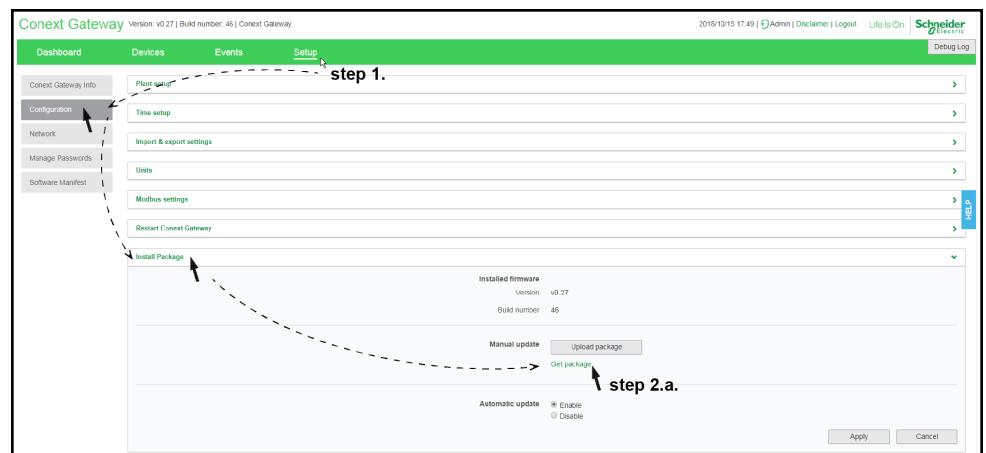 Conext Gateway Version: v0.27 | Build number: 46 | Conext Gateway 2018/10/15 17:49 | Admin | Disclaimer | Logout Life Is On Schneider Electric
Dashboard Devices Events Setup Debug Log
step 1.
Conext Gateway Info
Configuration
Network
Manage Passwords
Software Manifest
Plant setup
Time setup
Import & export settings
Units
Modbus settings
Restart Conext Gateway
Install Package
HELP
Installed firmware
Version v0.27
Build number 46
Manual update Upload package
Get package
step 2.a.
Automatic update Enable
Disable
Apply Cancel